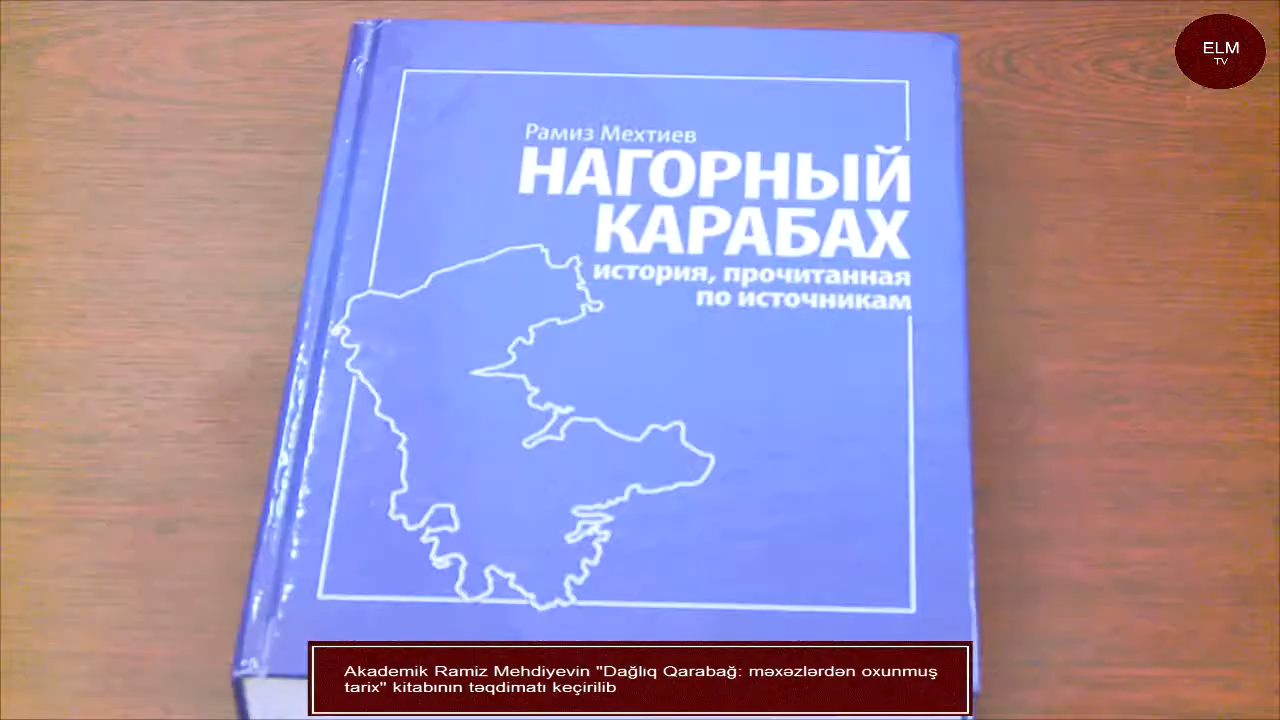 ELM
TV
Рамиз Мехтиев
НАГОРНЫЙ
КАРАБАХ
история, прочитанная
по источникам
Akademik Ramiz Mehdiyevin "Dağlıq Qarabağ: məxəzlərdən oxunmuş
tarix" kitabının təqdimatı keçirilib